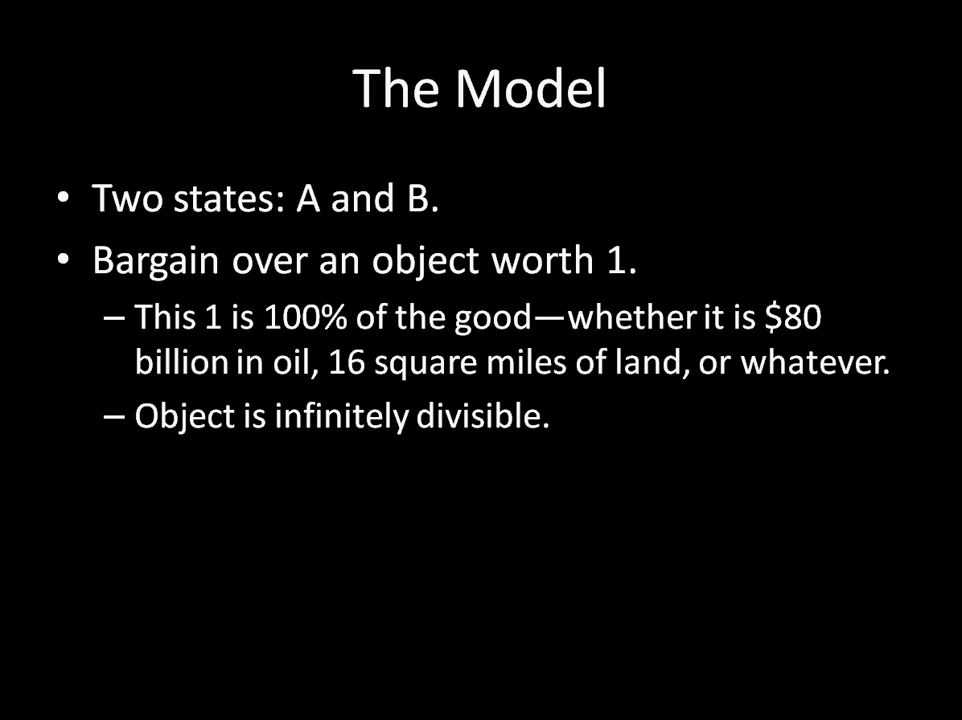 The Model
• Two states: A and B.
• Bargain over an object worth 1.
– This 1 is 100% of the good—whether it is $80
billion in oil, 16 square miles of land, or whatever.
– Object is infinitely divisible.